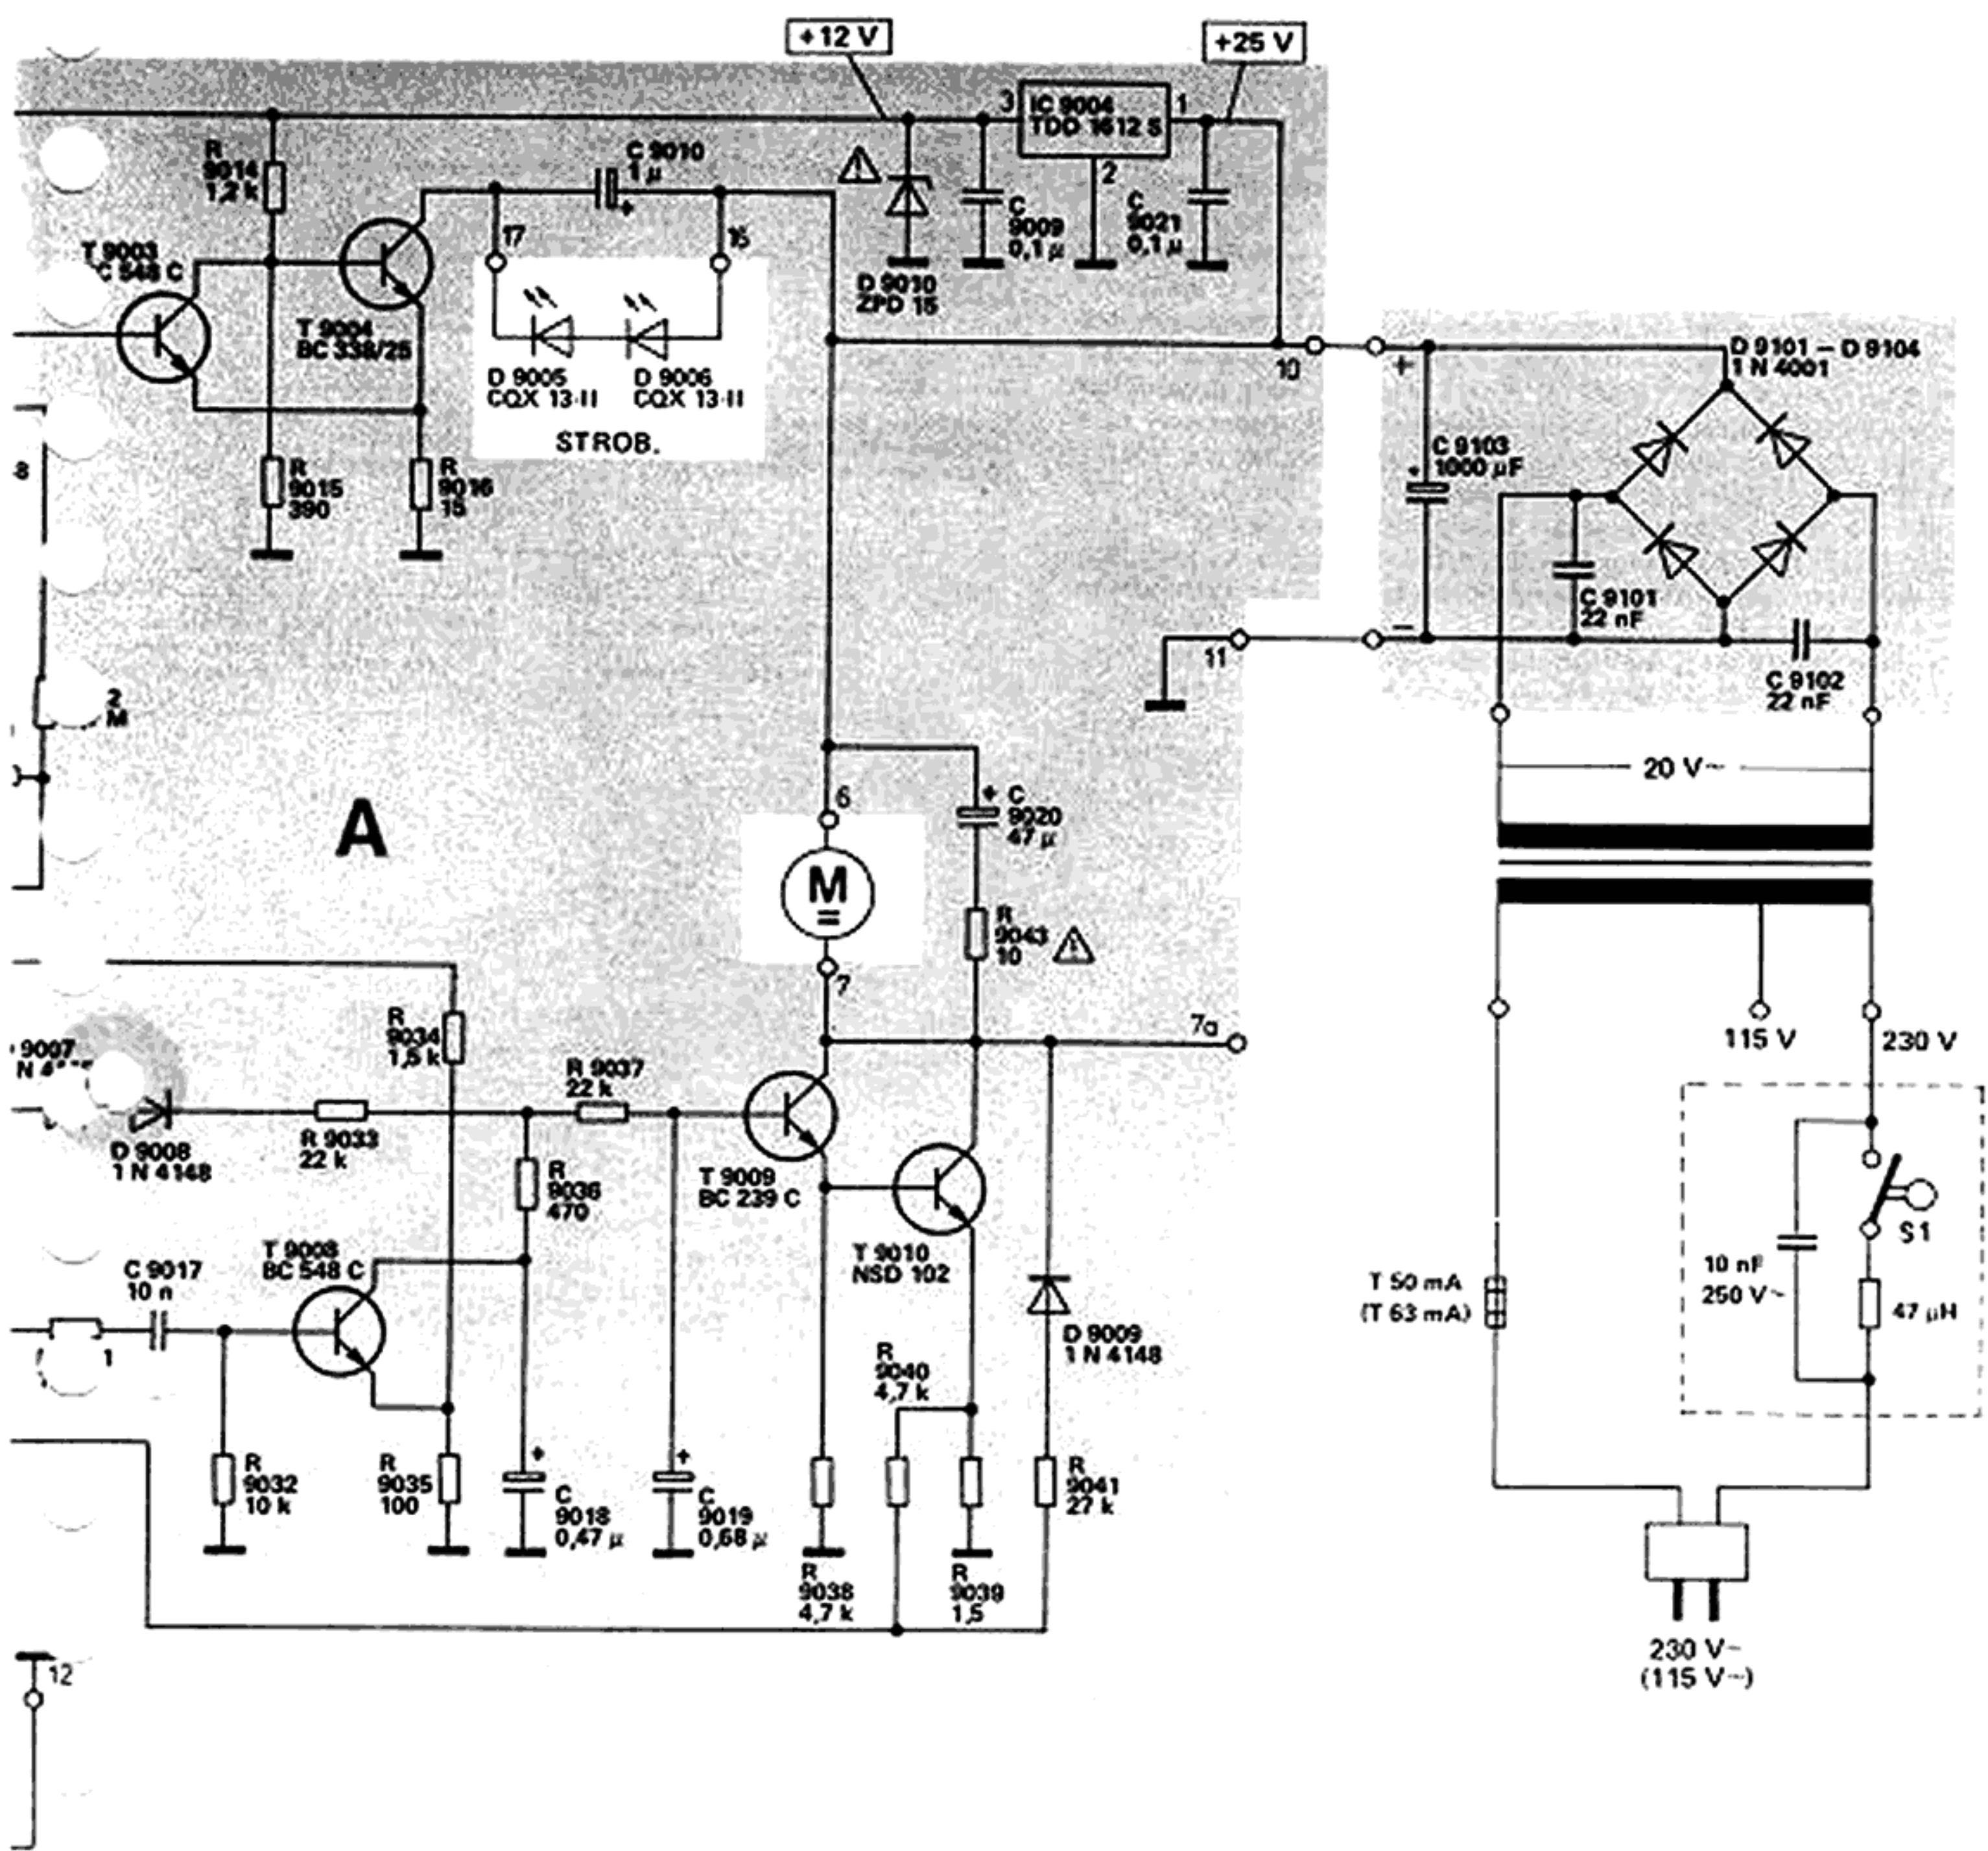 +12 V
+25 V
R
9014
1,2 k
C 9010
1 µ
+
3
IC 9004
TDD 1612 S
1
2
17
16
C
9009
0,1 µ
C
9021
0,1 µ
D 9010
ZPD 15
T 9003
C 548 C
T 9004
BC 338/25
D 9005
CQX 13-II
D 9006
CQX 13-II
STROB.
10
+
D 9101 – D 9104
1 N 4001
8
R
9015
390
R
9016
15
C 9103
1000 µF
+
C 9101
22 nF
11
–
C 9102
22 nF
2
M
20 V~
A
6
+
C
9020
47 µ
M
=
R
9043
10
7
7a
115 V
230 V
R
9034
1,5 k
9007
N 4
R 9037
22 k
D 9008
1 N 4148
R 9033
22 k
R
9036
470
T 9009
BC 239 C
T 9010
NSD 102
C 9017
10 n
T 9008
BC 548 C
S1
10 nF
250 V~
47 µH
T 50 mA
(T 63 mA)
D 9009
1 N 4148
1
R
9040
4,7 k
R
9032
10 k
R
9035
100
+
C
9018
0,47 µ
+
C
9019
0,68 µ
R
9041
27 k
R
9038
4,7 k
R
9039
1,5
230 V~
(115 V~)
12